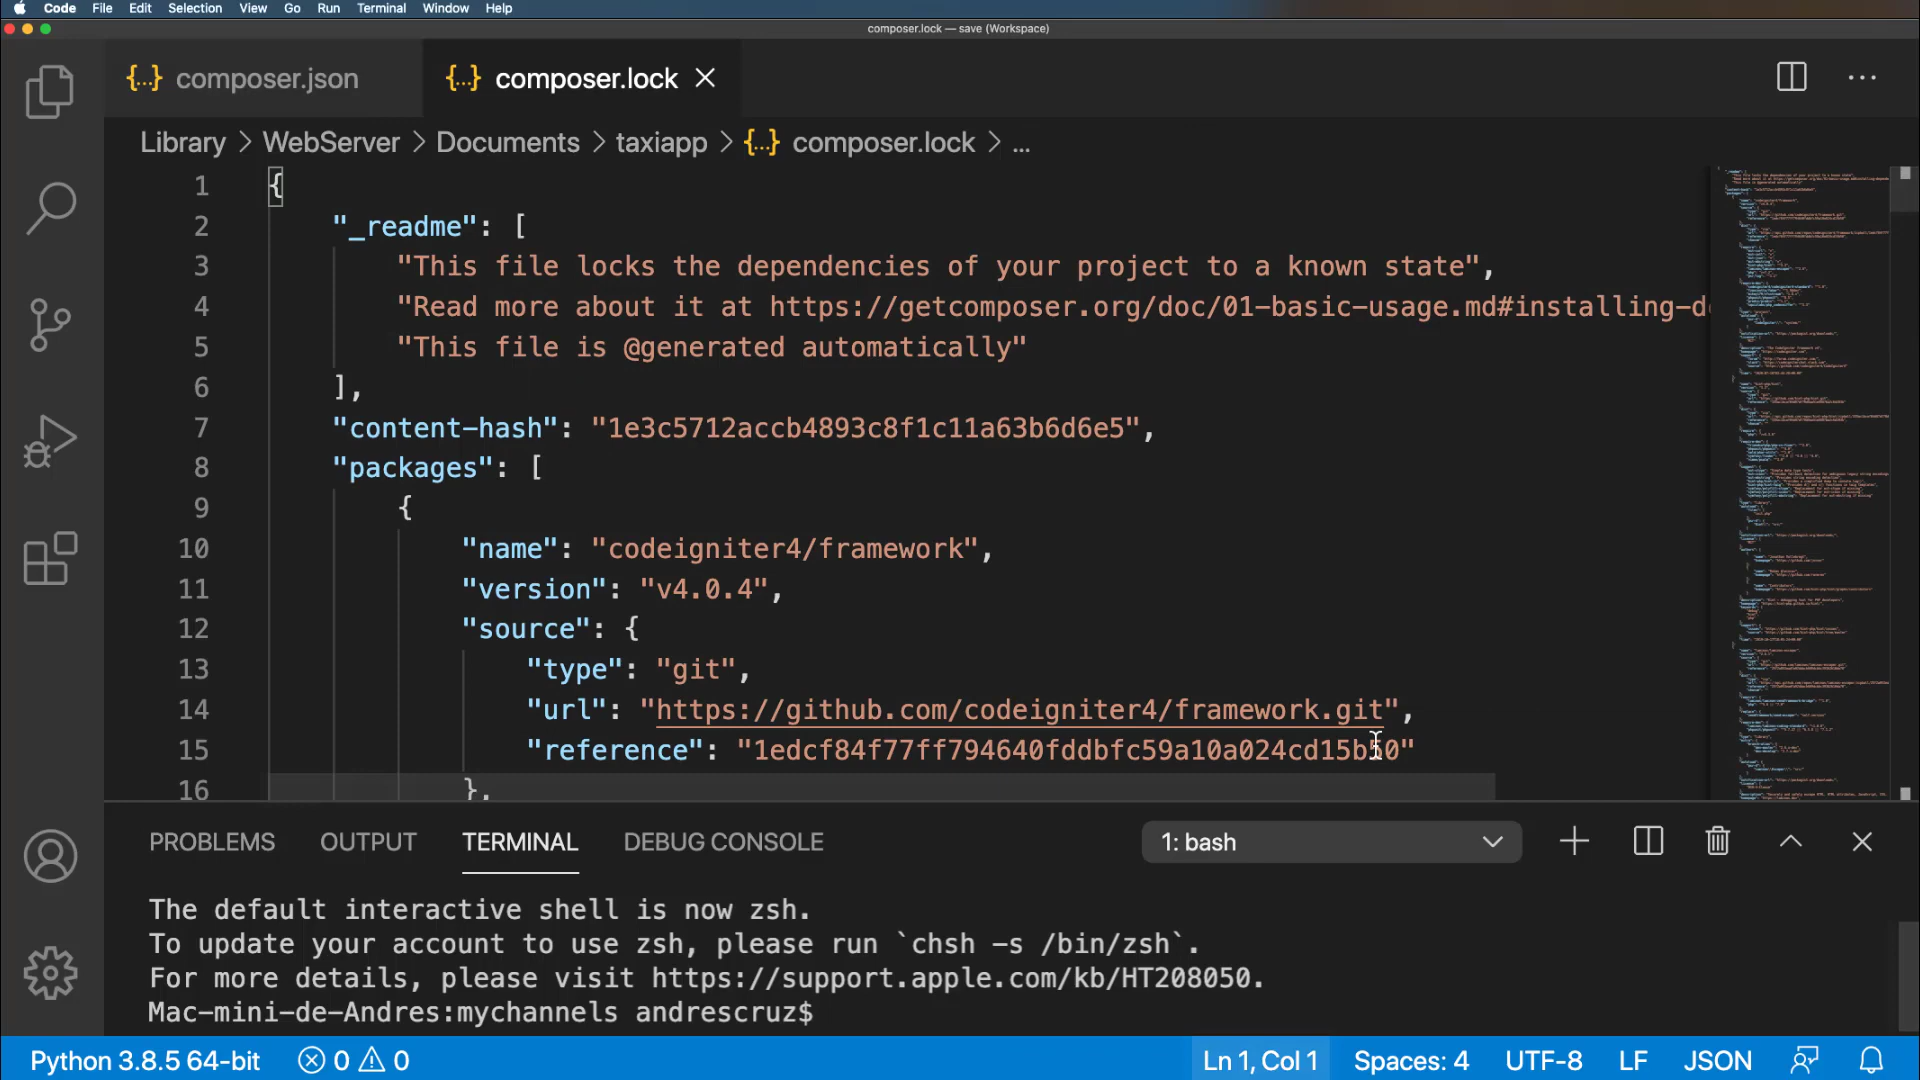 Code File Edit Selection View Go Run Terminal Window Help
composer.lock — save (Workspace)
{..} composer.json {..} composer.lock
Library > WebServer > Documents > taxiapp > {..} composer.lock > ...
1 {
2 "_readme": [
3 "This file locks the dependencies of your project to a known state",
4 "Read more about it at https://getcomposer.org/doc/01-basic-usage.md#installing-d
5 "This file is @generated automatically"
6 ],
7 "content-hash": "1e3c5712accb4893c8f1c11a63b6d6e5",
8 "packages": [
9 {
10 "name": "codeigniter4/framework",
11 "version": "v4.0.4",
12 "source": {
13 "type": "git",
14 "url": "https://github.com/codeigniter4/framework.git",
15 "reference": "1edcf84f77ff794640fddbfc59a10a024cd15b50"
16 },
PROBLEMS OUTPUT TERMINAL DEBUG CONSOLE 1: bash
The default interactive shell is now zsh.
To update your account to use zsh, please run `chsh -s /bin/zsh`.
For more details, please visit https://support.apple.com/kb/HT208050.
Mac-mini-de-Andres:mychannels andrescruz$
Python 3.8.5 64-bit 0 0 Ln 1, Col 1 Spaces: 4 UTF-8 LF JSON